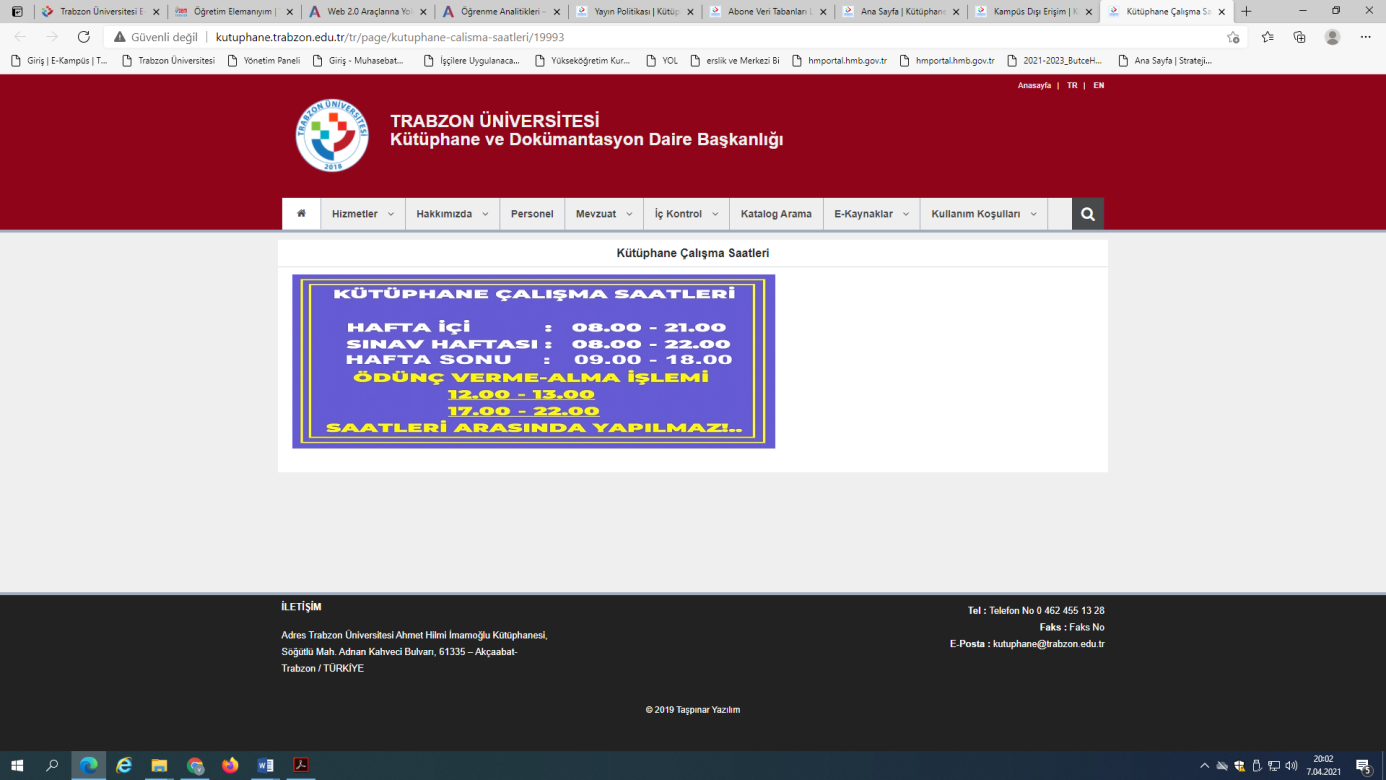 Trabzon Üniversitesi E-
Öğretim Elemanıyım |
Web 2.0 Araçlarına Yo
Öğrenme Analitikleri -
Yayın Politikası | Kütüp
Abone Veri Tabanları
Ana Sayfa | Kütüphane
Kampüs Dışı Erişim | K
Kütüphane Çalışma Sa
Güvenli değil | kutuphane.trabzon.edu.tr/tr/page/kutuphane-calisma-saatleri/19993
Giriş | E-Kampüs | T...
Trabzon Üniversitesi
Yönetim Paneli
Giriş - Muhasebat...
İşçilere Uygulanaca...
Yükseköğretim Kur...
YOL
erslik ve Merkezi Bi
hmportal.hmb.gov.tr
hmportal.hmb.gov.tr
2021-2023_ButceH...
Ana Sayfa | Strateji...
Anasayfa | TR | EN
TRABZON ÜNİVERSİTESİ
2018
TRABZON ÜNİVERSİTESİ
Kütüphane ve Dokümantasyon Daire Başkanlığı
Hizmetler
Hakkımızda
Personel
Mevzuat
İç Kontrol
Katalog Arama
E-Kaynaklar
Kullanım Koşulları
Kütüphane Çalışma Saatleri
KÜTÜPHANE ÇALIŞMA SAATLERİ
HAFTA İÇİ : 08.00 - 21.00
SINAV HAFTASI : 08.00 - 22.00
HAFTA SONU : 09.00 - 18.00
ÖDÜNÇ VERME-ALMA İŞLEMİ
12.00 - 13.00
17.00 - 22.00
SAATLERİ ARASINDA YAPILMAZ!..
İLETİŞİM
Adres Trabzon Üniversitesi Ahmet Hilmi İmamoğlu Kütüphanesi,
Söğütlü Mah. Adnan Kahveci Bulvarı, 61335 – Akçaabat-
Trabzon / TÜRKİYE
Tel : Telefon No 0 462 455 13 28
Faks : Faks No
E-Posta : kutuphane@trabzon.edu.tr
© 2019 Taşpınar Yazılım
20:02
7.04.2021
5